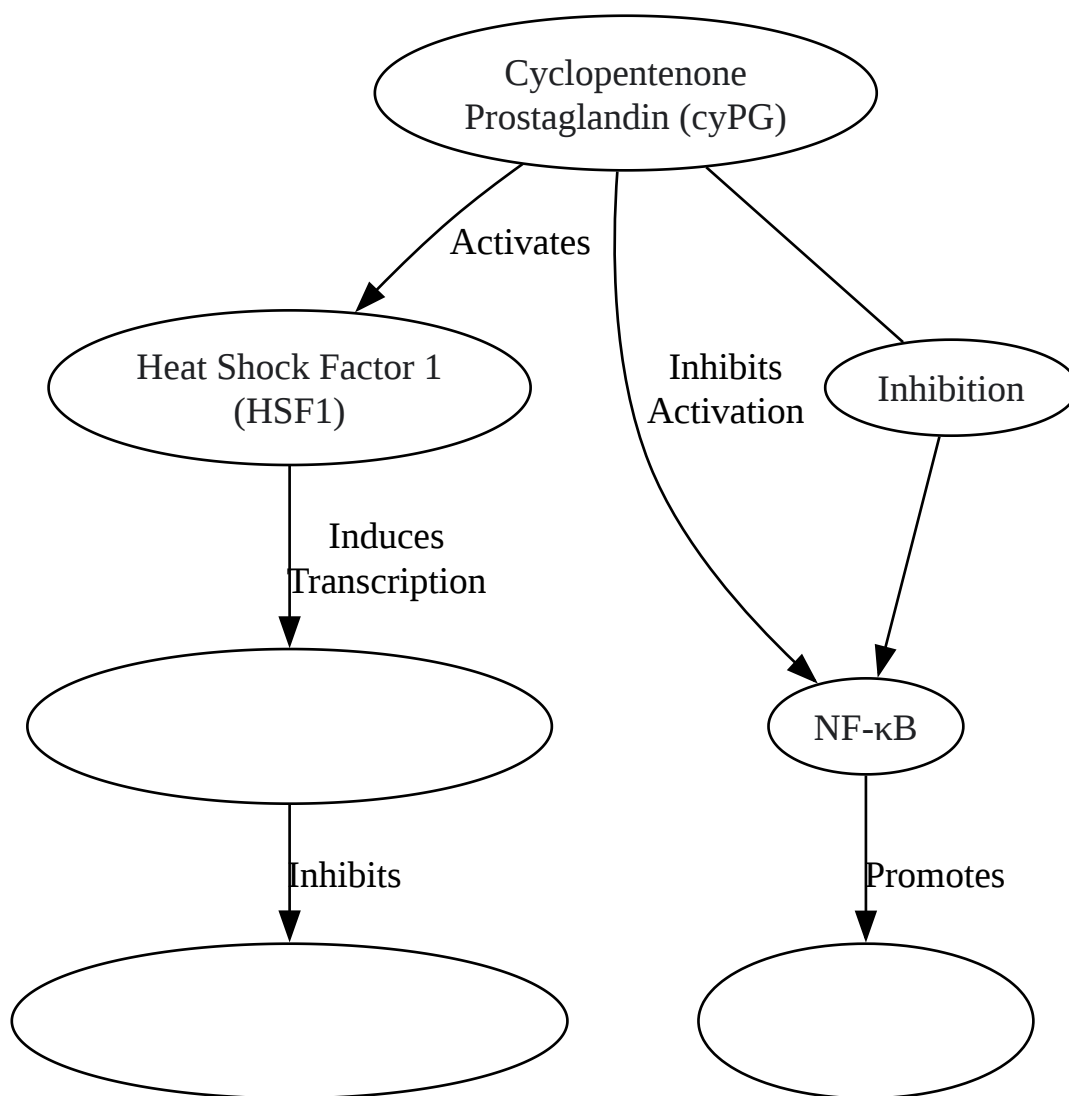 Cyclopentenone
Prostaglandin (cyPG)
Activates
Heat Shock Factor 1
(HSF1)
Inhibits
Activation
Inhibition
Induces
Transcription
NF-κB
Inhibits
Promotes